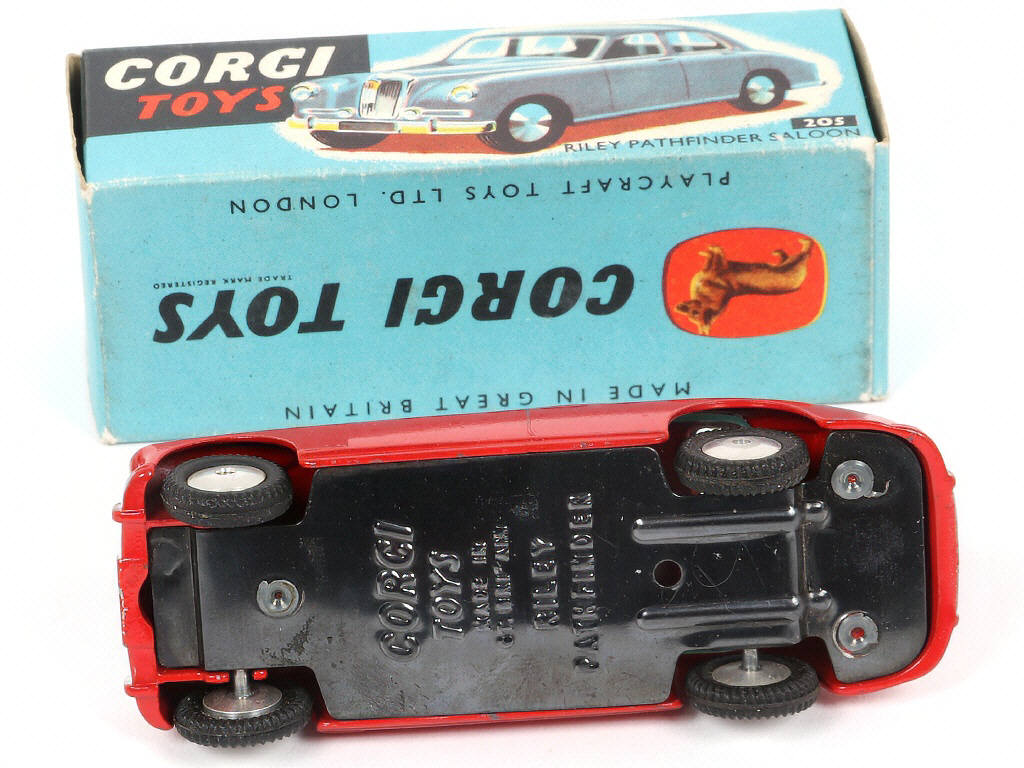 CORGI
TOYS
205
RILEY PATHFINDER SALOON
PLAYCRAFT TOYS LTD. LONDON
CORGI TOYS
TRADE MARK REGISTERED
MADE IN GREAT BRITAIN
CORGI
TOYS
MADE IN
GT. BRITAIN
RILEY
PATHFINDER